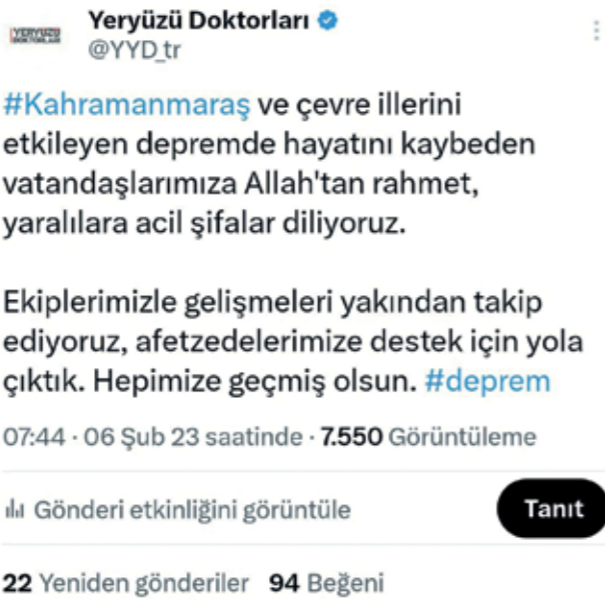 Yeryüzü Doktorları
YERYÜZÜ
DOKTORLARI
@YYD_tr
#Kahramanmaraş ve çevre illerini
etkileyen depremde hayatını kaybeden
vatandaşlarımıza Allah'tan rahmet,
yaralılara acil şifalar diliyoruz.
Ekiplerimizle gelişmeleri yakından takip
ediyoruz, afetzedelerimize destek için yola
çıktık. Hepimize geçmiş olsun. #deprem
07:44 · 06 Şub 23 saatinde · 7.550 Görüntüleme
Gönderi etkinliğini görüntüle
Tanıt
22 Yeniden gönderiler 94 Beğeni